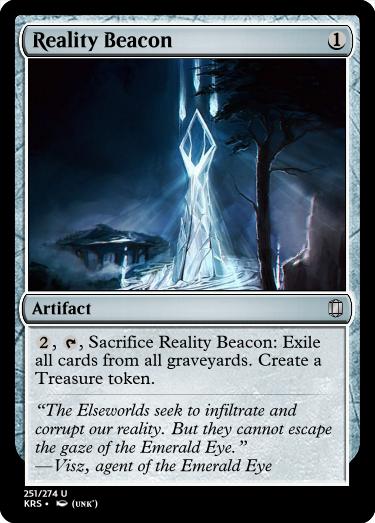 Reality Beacon 1
Artifact
2, , Sacrifice Reality Beacon: Exile
all cards from all graveyards. Create a
Treasure token.
“The Elseworlds seek to infiltrate and
corrupt our reality. But they cannot escape
the gaze of the Emerald Eye.”
—Visz, agent of the Emerald Eye
251/274 U
KRS • (UNK*)